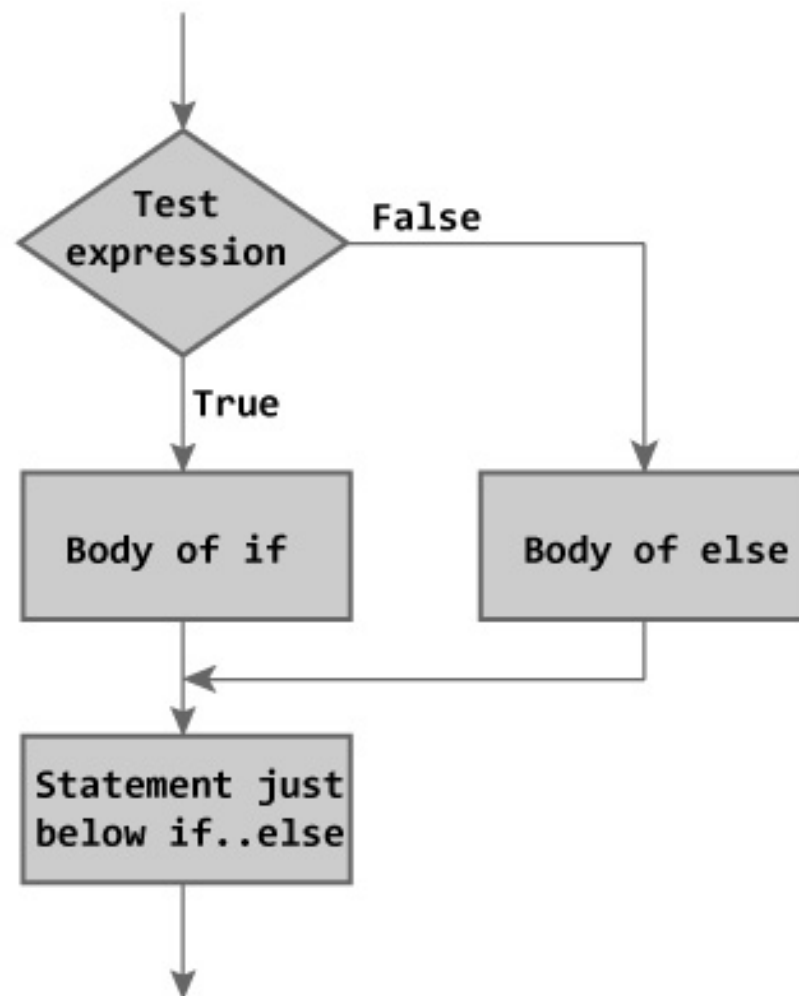 Test
expression
False
True
Body of if
Body of else
Statement just
below if..else